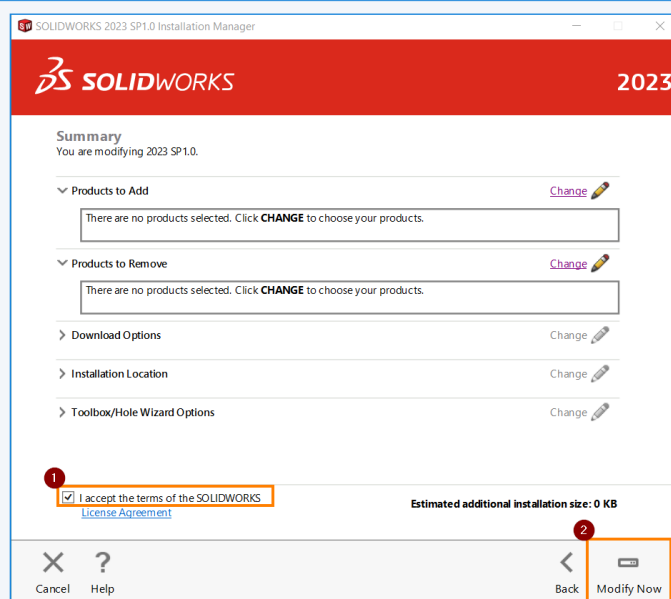 SOLIDWORKS 2023 SP1.0 Installation Manager
SOLIDWORKS
2023
Summary
You are modifying 2023 SP1.0.
Products to Add
Change
There are no products selected. Click CHANGE to choose your products.
Products to Remove
Change
There are no products selected. Click CHANGE to choose your products.
Download Options
Change
Installation Location
Change
Toolbox/Hole Wizard Options
Change
1
I accept the terms of the SOLIDWORKS
License Agreement
Estimated additional installation size: 0 KB
2
Cancel
Help
Back
Modify Now